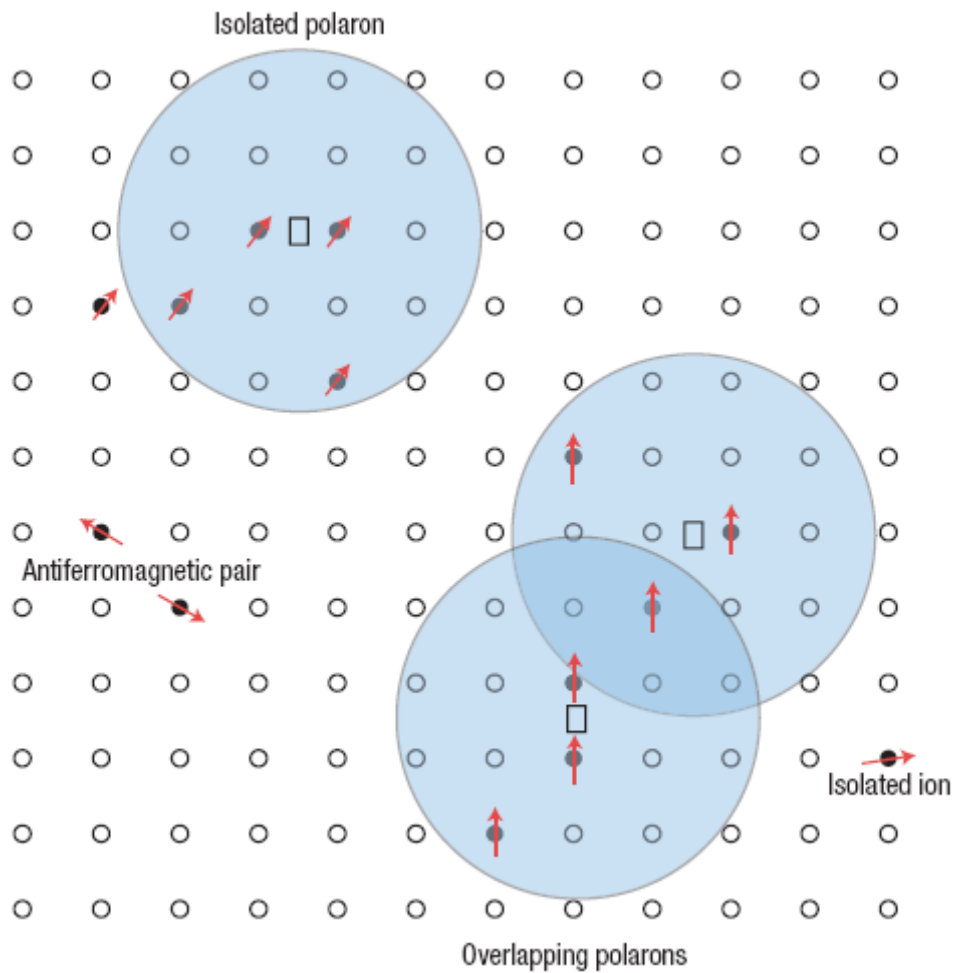 Isolated polaron
Antiferromagnetic pair
Isolated ion
Overlapping polarons